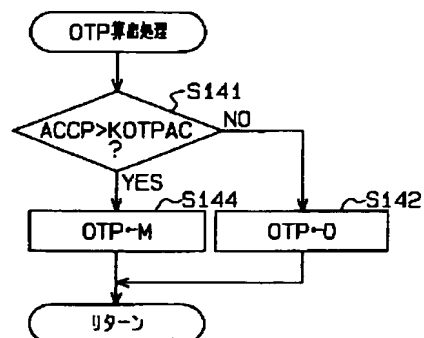 OTP算出処理
S141
ACCP>KOTPAC
?
NO
YES
S144
S142
OTP←M
OTP←0
リターン